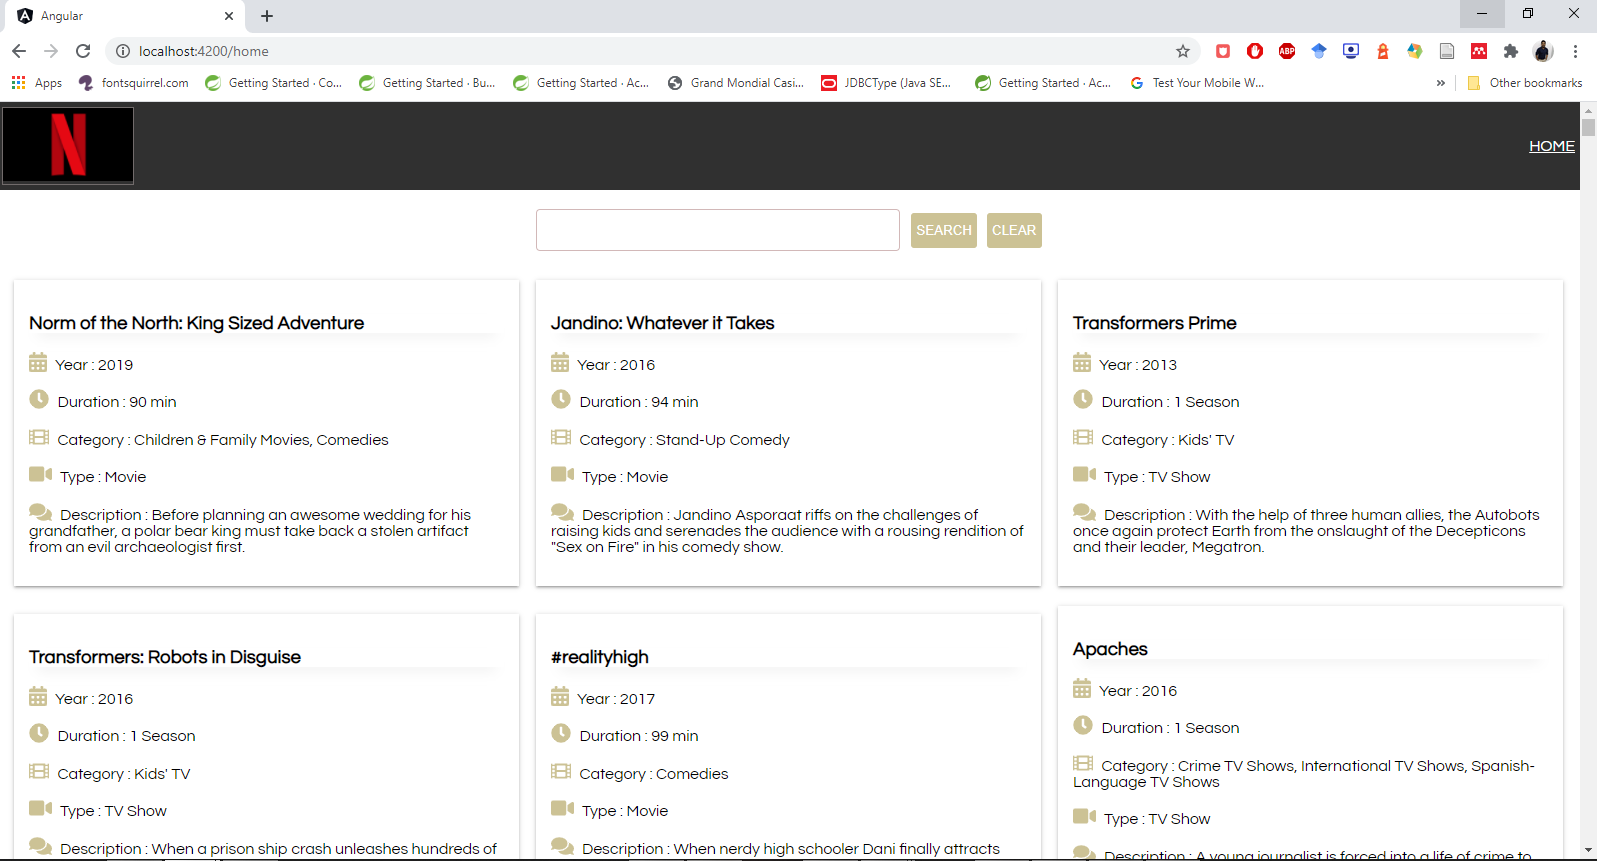 Angular
localhost:4200/home
ABP
Apps fontsquirrel.com Getting Started · Co... Getting Started · Bu... Getting Started · Ac... Grand Mondial Casi... JDBCType (Java SE... Getting Started · Ac... Test Your Mobile W... » Other bookmarks
N
HOME
SEARCH CLEAR
Norm of the North: King Sized Adventure
Year : 2019
Duration : 90 min
Category : Children & Family Movies, Comedies
Type : Movie
Description : Before planning an awesome wedding for his
grandfather, a polar bear king must take back a stolen artifact
from an evil archaeologist first.
Jandino: Whatever it Takes
Year : 2016
Duration : 94 min
Category : Stand-Up Comedy
Type : Movie
Description : Jandino Asporaat riffs on the challenges of
raising kids and serenades the audience with a rousing rendition of
"Sex on Fire" in his comedy show.
Transformers Prime
Year : 2013
Duration : 1 Season
Category : Kids' TV
Type : TV Show
Description : With the help of three human allies, the Autobots
once again protect Earth from the onslaught of the Decepticons
and their leader, Megatron.
Transformers: Robots in Disguise
Year : 2016
Duration : 1 Season
Category : Kids' TV
Type : TV Show
Description : When a prison ship crash unleashes hundreds of
#realityhigh
Year : 2017
Duration : 99 min
Category : Comedies
Type : Movie
Description : When nerdy high schooler Dani finally attracts
Apaches
Year : 2016
Duration : 1 Season
Category : Crime TV Shows, International TV Shows, Spanish-
Language TV Shows
Type : TV Show
Description : A young journalist is forced into a life of crime to